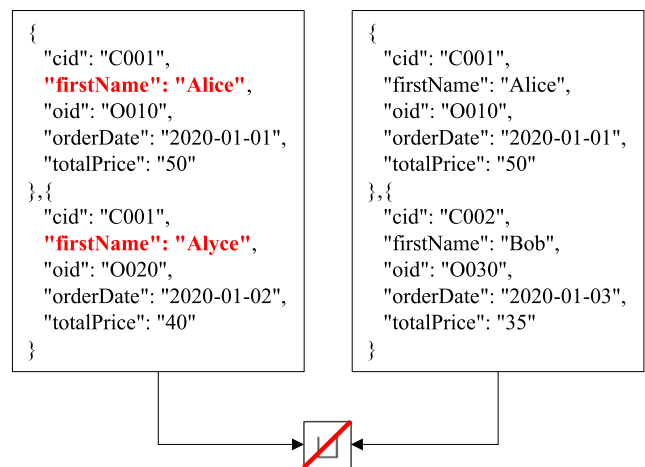 {
"cid": "C001",
"firstName": "Alice",
"oid": "O010",
"orderDate": "2020-01-01",
"totalPrice": "50"
},{
"cid": "C001",
"firstName": "Alyce",
"oid": "O020",
"orderDate": "2020-01-02",
"totalPrice": "40"
}
{
"cid": "C001",
"firstName": "Alice",
"oid": "O010",
"orderDate": "2020-01-01",
"totalPrice": "50"
},{
"cid": "C002",
"firstName": "Bob",
"oid": "O030",
"orderDate": "2020-01-03",
"totalPrice": "35"
}
⊔